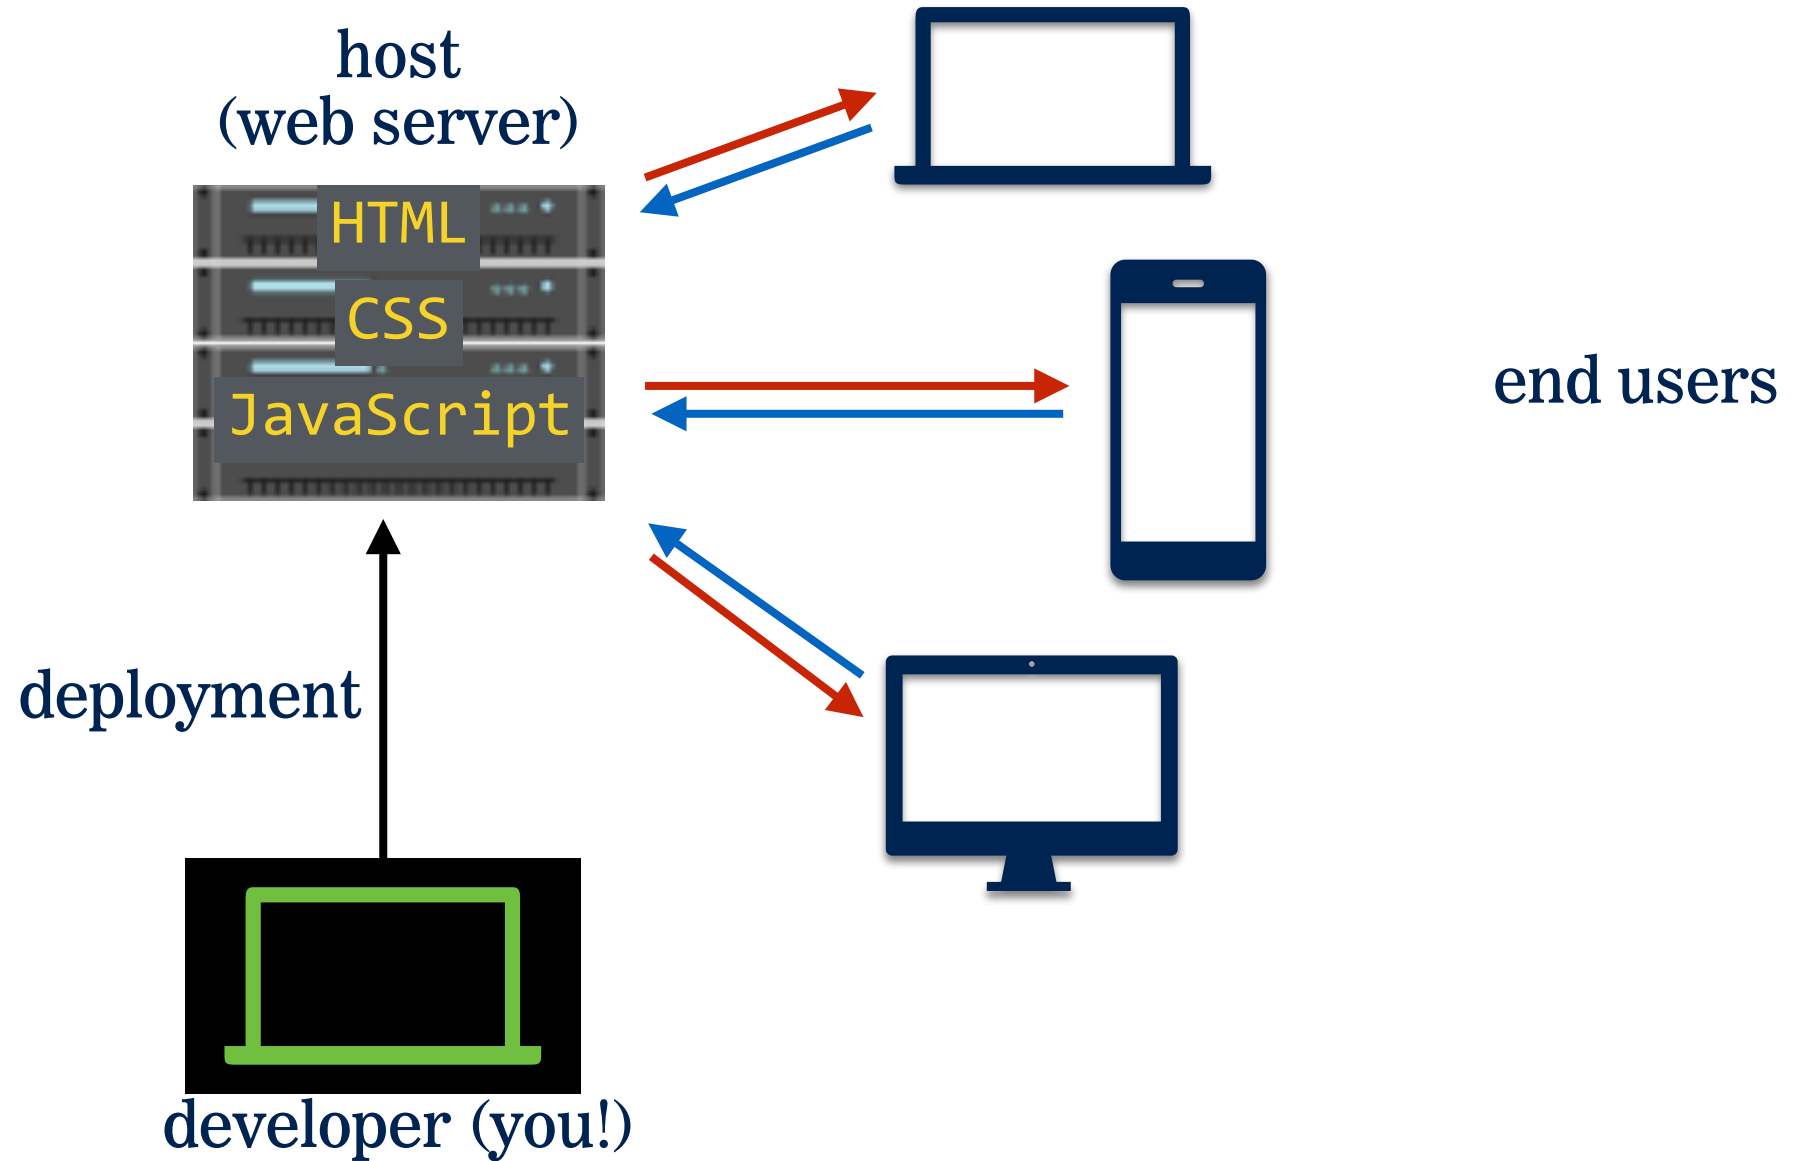 host
(web server)
HTML
CSS
JavaScript
end users
deployment
developer (you!)